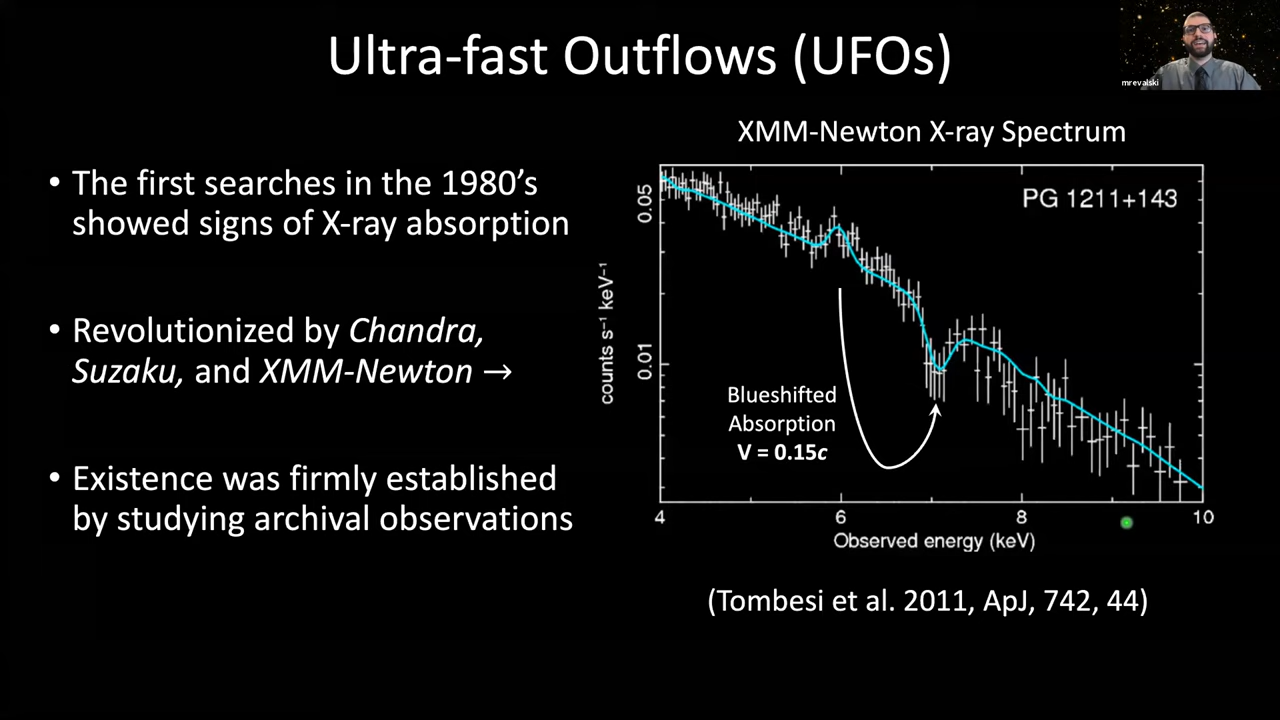 Ultra-fast Outflows (UFOs)
mrevalski
• The first searches in the 1980's
showed signs of X-ray absorption
• Revolutionized by Chandra,
Suzaku, and XMM-Newton →
• Existence was firmly established
by studying archival observations
XMM-Newton X-ray Spectrum
PG 1211+143
0.05
0.01
counts s⁻¹ keV⁻¹
Blueshifted
Absorption
V = 0.15c
4 6 8 10
Observed energy (keV)
(Tombesi et al. 2011, ApJ, 742, 44)